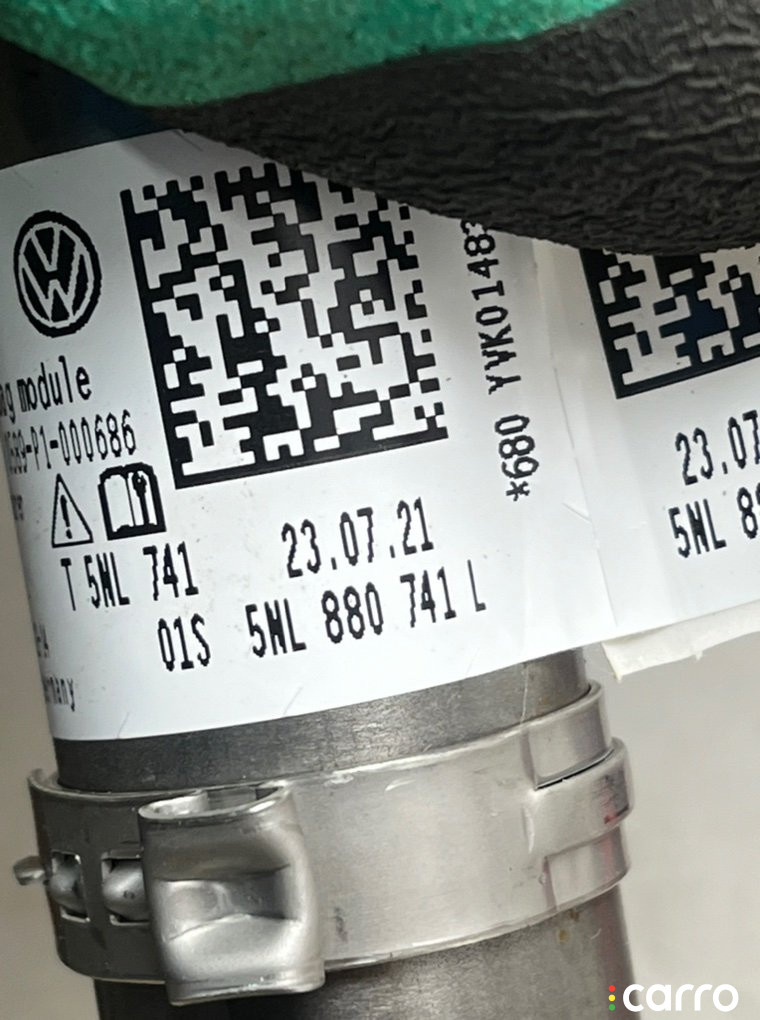 module
-P1-000686
T 5NL 741
23.07.21
01S 5NL 880 741 L
*680 YVK0148
23.07
5NL 8
carro